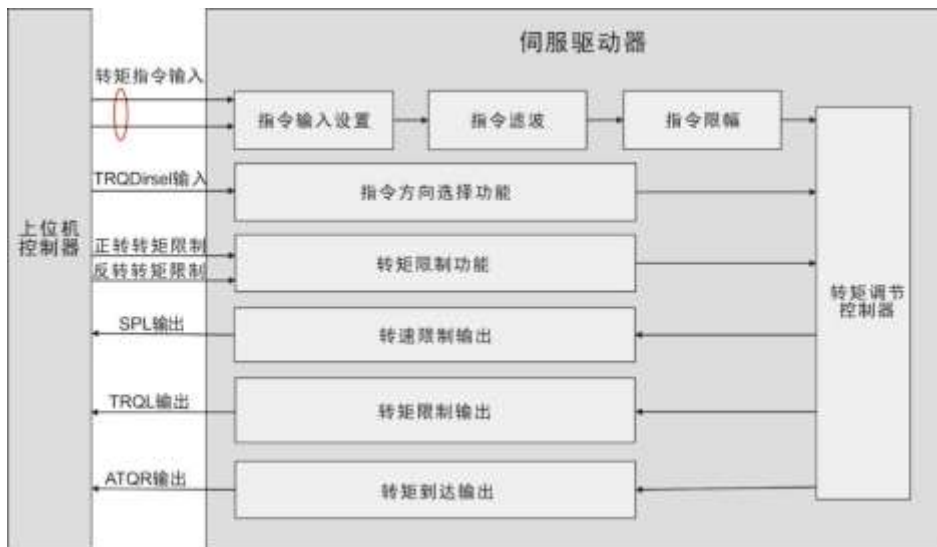 伺服驱动器
转矩指令输入
指令输入设置
指令滤波
指令限幅
TRQDirsel输入
指令方向选择功能
上位机
控制器
正转转矩限制
反转转矩限制
转矩限制功能
转矩调节
控制器
SPL输出
转速限制输出
TRQL输出
转矩限制输出
ATQR输出
转矩到达输出